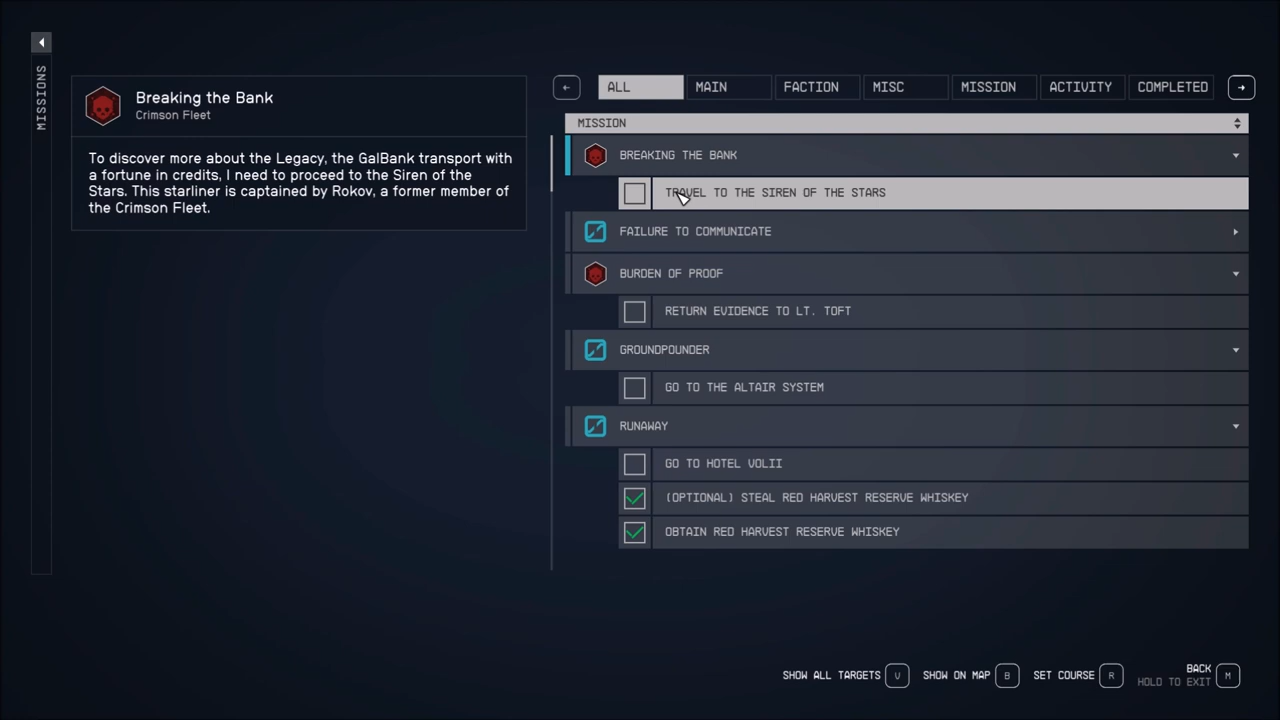 MISSIONS
Breaking the Bank
Crimson Fleet
To discover more about the Legacy, the GalBank transport with
a fortune in credits, I need to proceed to the Siren of the
Stars. This starliner is captained by Rokov, a former member of
the Crimson Fleet.
ALL MAIN FACTION MISC MISSION ACTIVITY COMPLETED
MISSION
BREAKING THE BANK
TRAVEL TO THE SIREN OF THE STARS
FAILURE TO COMMUNICATE
BURDEN OF PROOF
RETURN EVIDENCE TO LT. TOFT
GROUNDPOUNDER
GO TO THE ALTAIR SYSTEM
RUNAWAY
GO TO HOTEL VOLII
(OPTIONAL) STEAL RED HARVEST RESERVE WHISKEY
OBTAIN RED HARVEST RESERVE WHISKEY
SHOW ALL TARGETS V SHOW ON MAP B SET COURSE R BACK M
HOLD TO EXIT